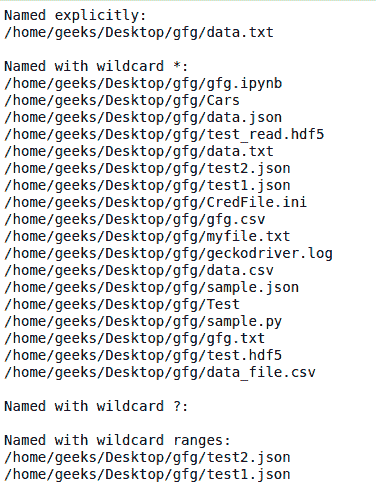 Named explicitly:
/home/geeks/Desktop/gfg/data.txt
Named with wildcard *:
/home/geeks/Desktop/gfg/gfg.ipynb
/home/geeks/Desktop/gfg/Cars
/home/geeks/Desktop/gfg/data.json
/home/geeks/Desktop/gfg/test_read.hdf5
/home/geeks/Desktop/gfg/data.txt
/home/geeks/Desktop/gfg/test2.json
/home/geeks/Desktop/gfg/test1.json
/home/geeks/Desktop/gfg/CredFile.ini
/home/geeks/Desktop/gfg/gfg.csv
/home/geeks/Desktop/gfg/myfile.txt
/home/geeks/Desktop/gfg/geckodriver.log
/home/geeks/Desktop/gfg/data.csv
/home/geeks/Desktop/gfg/sample.json
/home/geeks/Desktop/gfg/Test
/home/geeks/Desktop/gfg/sample.py
/home/geeks/Desktop/gfg/gfg.txt
/home/geeks/Desktop/gfg/test.hdf5
/home/geeks/Desktop/gfg/data_file.csv
Named with wildcard ?:
Named with wildcard ranges:
/home/geeks/Desktop/gfg/test2.json
/home/geeks/Desktop/gfg/test1.json